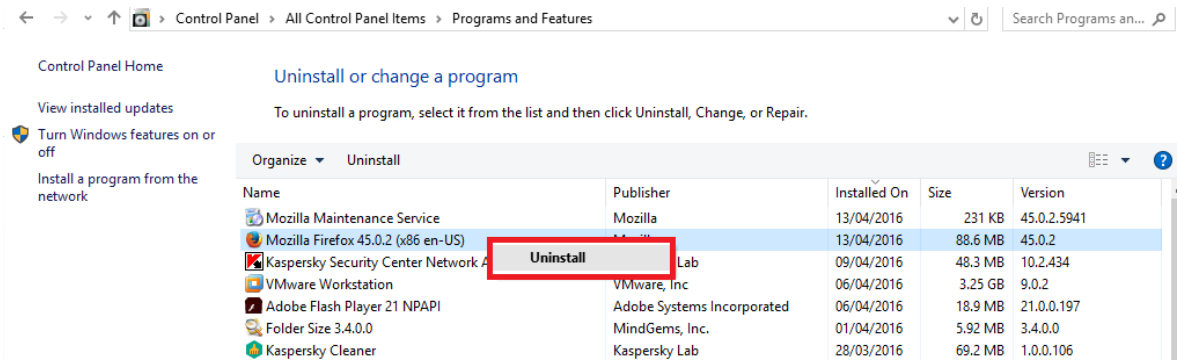 Control Panel > All Control Panel Items > Programs and Features
Search Programs an...
Control Panel Home
View installed updates
Turn Windows features on or
off
Install a program from the
network
Uninstall or change a program
To uninstall a program, select it from the list and then click Uninstall, Change, or Repair.
Organize Uninstall
?
Name Publisher Installed On Size Version
Mozilla Maintenance Service Mozilla 13/04/2016 231 KB 45.0.2.5941
Mozilla Firefox 45.0.2 (x86 en-US) 13/04/2016 88.6 MB 45.0.2
Uninstall
Kaspersky Security Center Network Lab 09/04/2016 48.3 MB 10.2.434
VMware Workstation VMware, Inc 06/04/2016 3.25 GB 9.0.2
Adobe Flash Player 21 NPAPI Adobe Systems Incorporated 06/04/2016 18.9 MB 21.0.0.197
Folder Size 3.4.0.0 MindGems, Inc. 01/04/2016 5.92 MB 3.4.0.0
Kaspersky Cleaner Kaspersky Lab 28/03/2016 69.2 MB 1.0.0.106